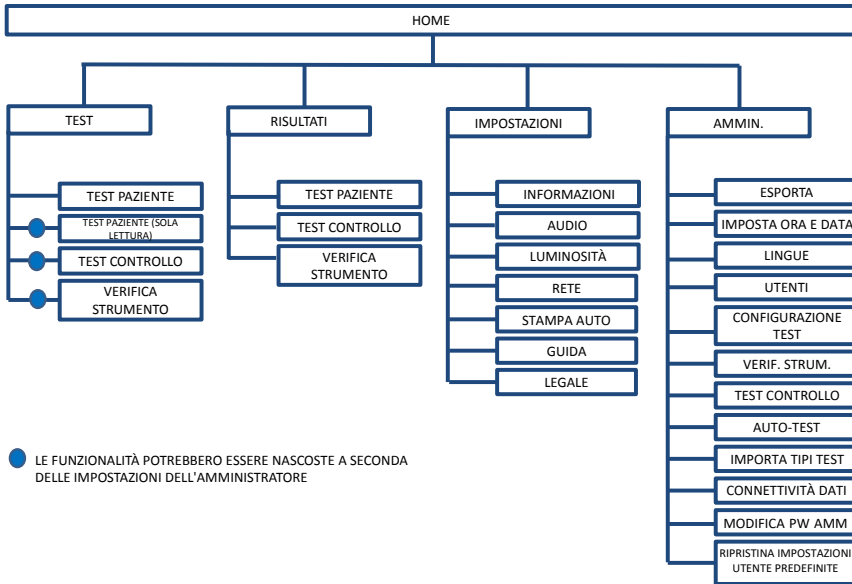 HOME
TEST
TEST PAZIENTE
TEST PAZIENTE (SOLA
LETTURA)
TEST CONTROLLO
VERIFICA
STRUMENTO
RISULTATI
TEST PAZIENTE
TEST CONTROLLO
VERIFICA
STRUMENTO
IMPOSTAZIONI
INFORMAZIONI
AUDIO
LUMINOSITÀ
RETE
STAMPA AUTO
GUIDA
LEGALE
AMMIN.
ESPORTA
IMPOSTA ORA E DATA
LINGUE
UTENTI
CONFIGURAZIONE
TEST
VERIF. STRUM.
TEST CONTROLLO
AUTO-TEST
IMPORTA TIPI TEST
CONNETTIVITÀ DATI
MODIFICA PW AMM
RIPRISTINA IMPOSTAZIONI
UTENTE PREDEFINITE
LE FUNZIONALITÀ POTREBBERO ESSERE NASCOSTE A SECONDA
DELLE IMPOSTAZIONI DELL'AMMINISTRATORE